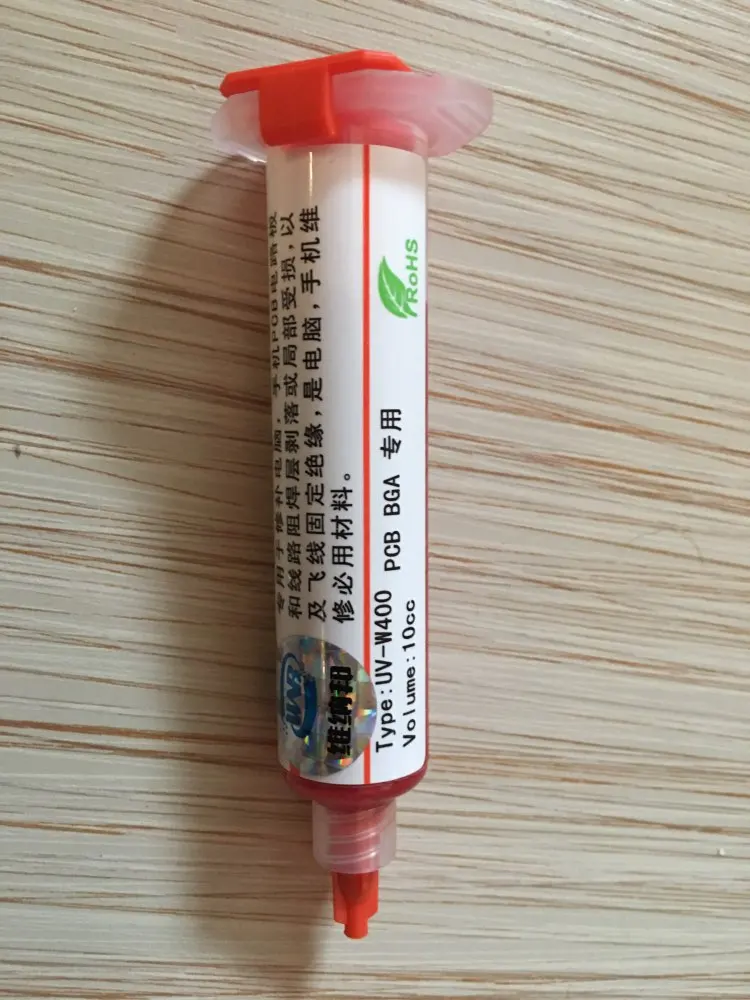 专用于修补电脑，手机PCB电路板
和线路阻焊层剥落或局部受损，以
及飞线固定绝缘，是电脑，手机维
修必用材料。
RoHS
Type:UV-W400 PCB BGA 专用
Volume:10cc
WNB
维纳邦